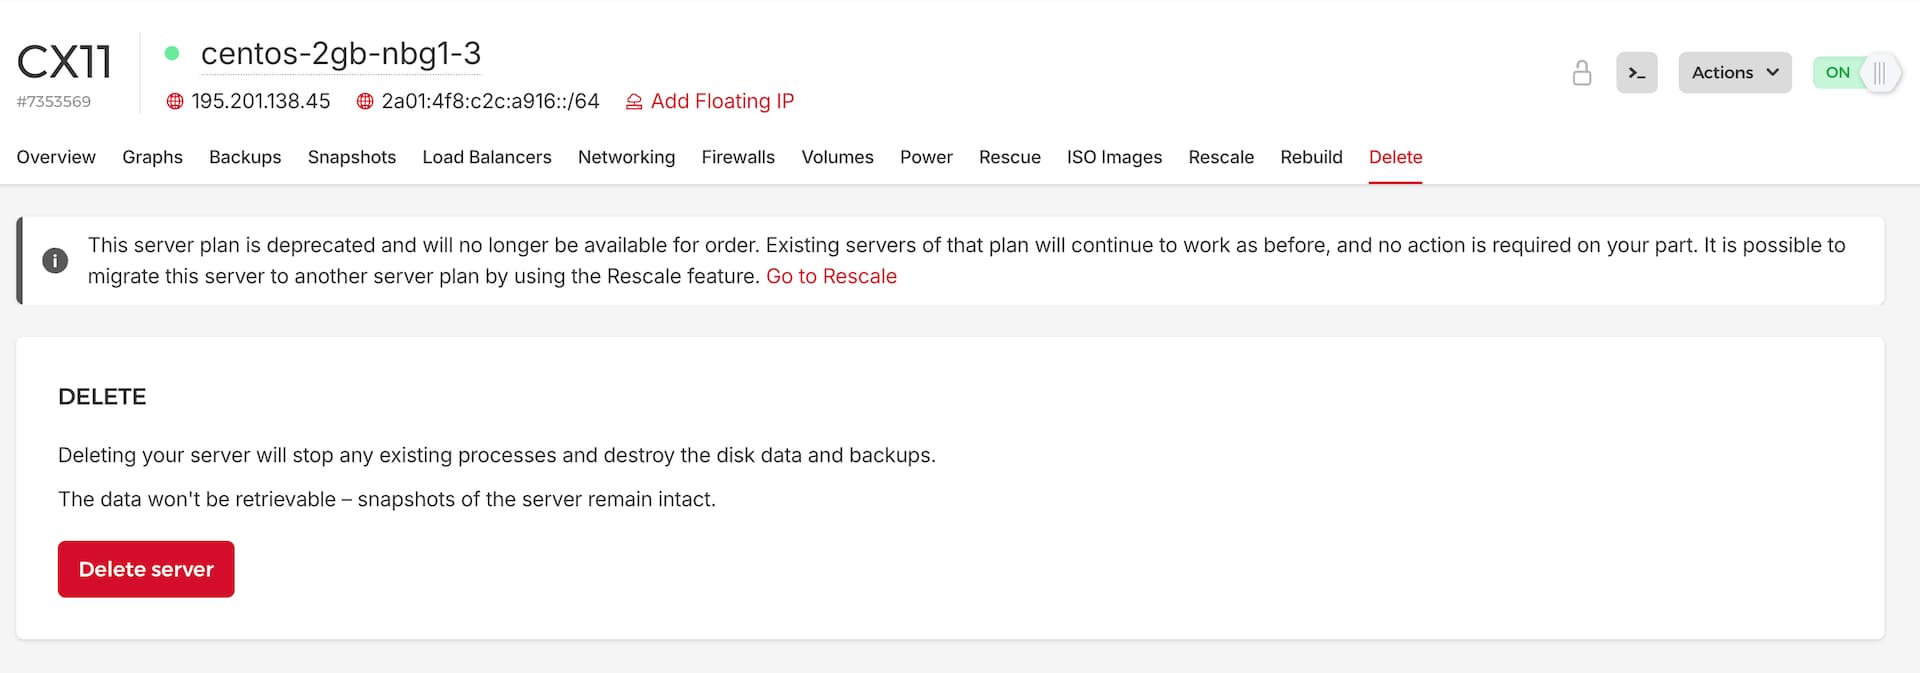 CX11
#7353569
centos-2gb-nbg1-3
195.201.138.45 2a01:4f8:c2c:a916::/64 Add Floating IP
>_ Actions ON
Overview Graphs Backups Snapshots Load Balancers Networking Firewalls Volumes Power Rescue ISO Images Rescale Rebuild Delete
This server plan is deprecated and will no longer be available for order. Existing servers of that plan will continue to work as before, and no action is required on your part. It is possible to
migrate this server to another server plan by using the Rescale feature. Go to Rescale
DELETE
Deleting your server will stop any existing processes and destroy the disk data and backups.
The data won't be retrievable – snapshots of the server remain intact.
Delete server